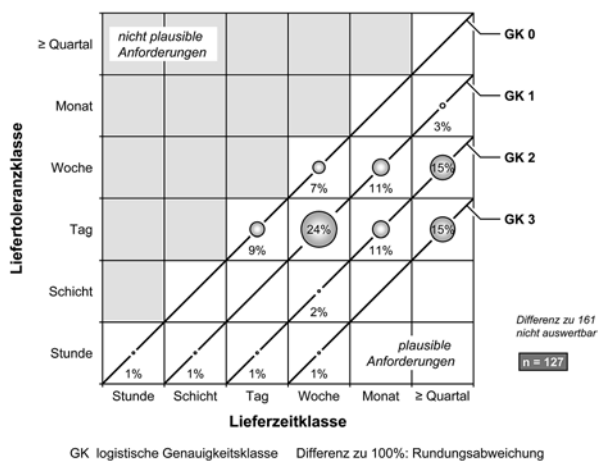 nicht plausible
Anforderungen
≥ Quartal
Monat
Woche
Tag
Schicht
Stunde
Liefertoleranzklasse
GK 0
GK 1
GK 2
GK 3
3%
7%
11%
15%
9%
24%
11%
15%
2%
1%
1%
1%
1%
plausible
Anforderungen
Differenz zu 161
nicht auswertbar
n = 127
Stunde
Schicht
Tag
Woche
Monat
≥ Quartal
Lieferzeitklasse
GK logistische Genauigkeitsklasse Differenz zu 100%: Rundungsabweichung